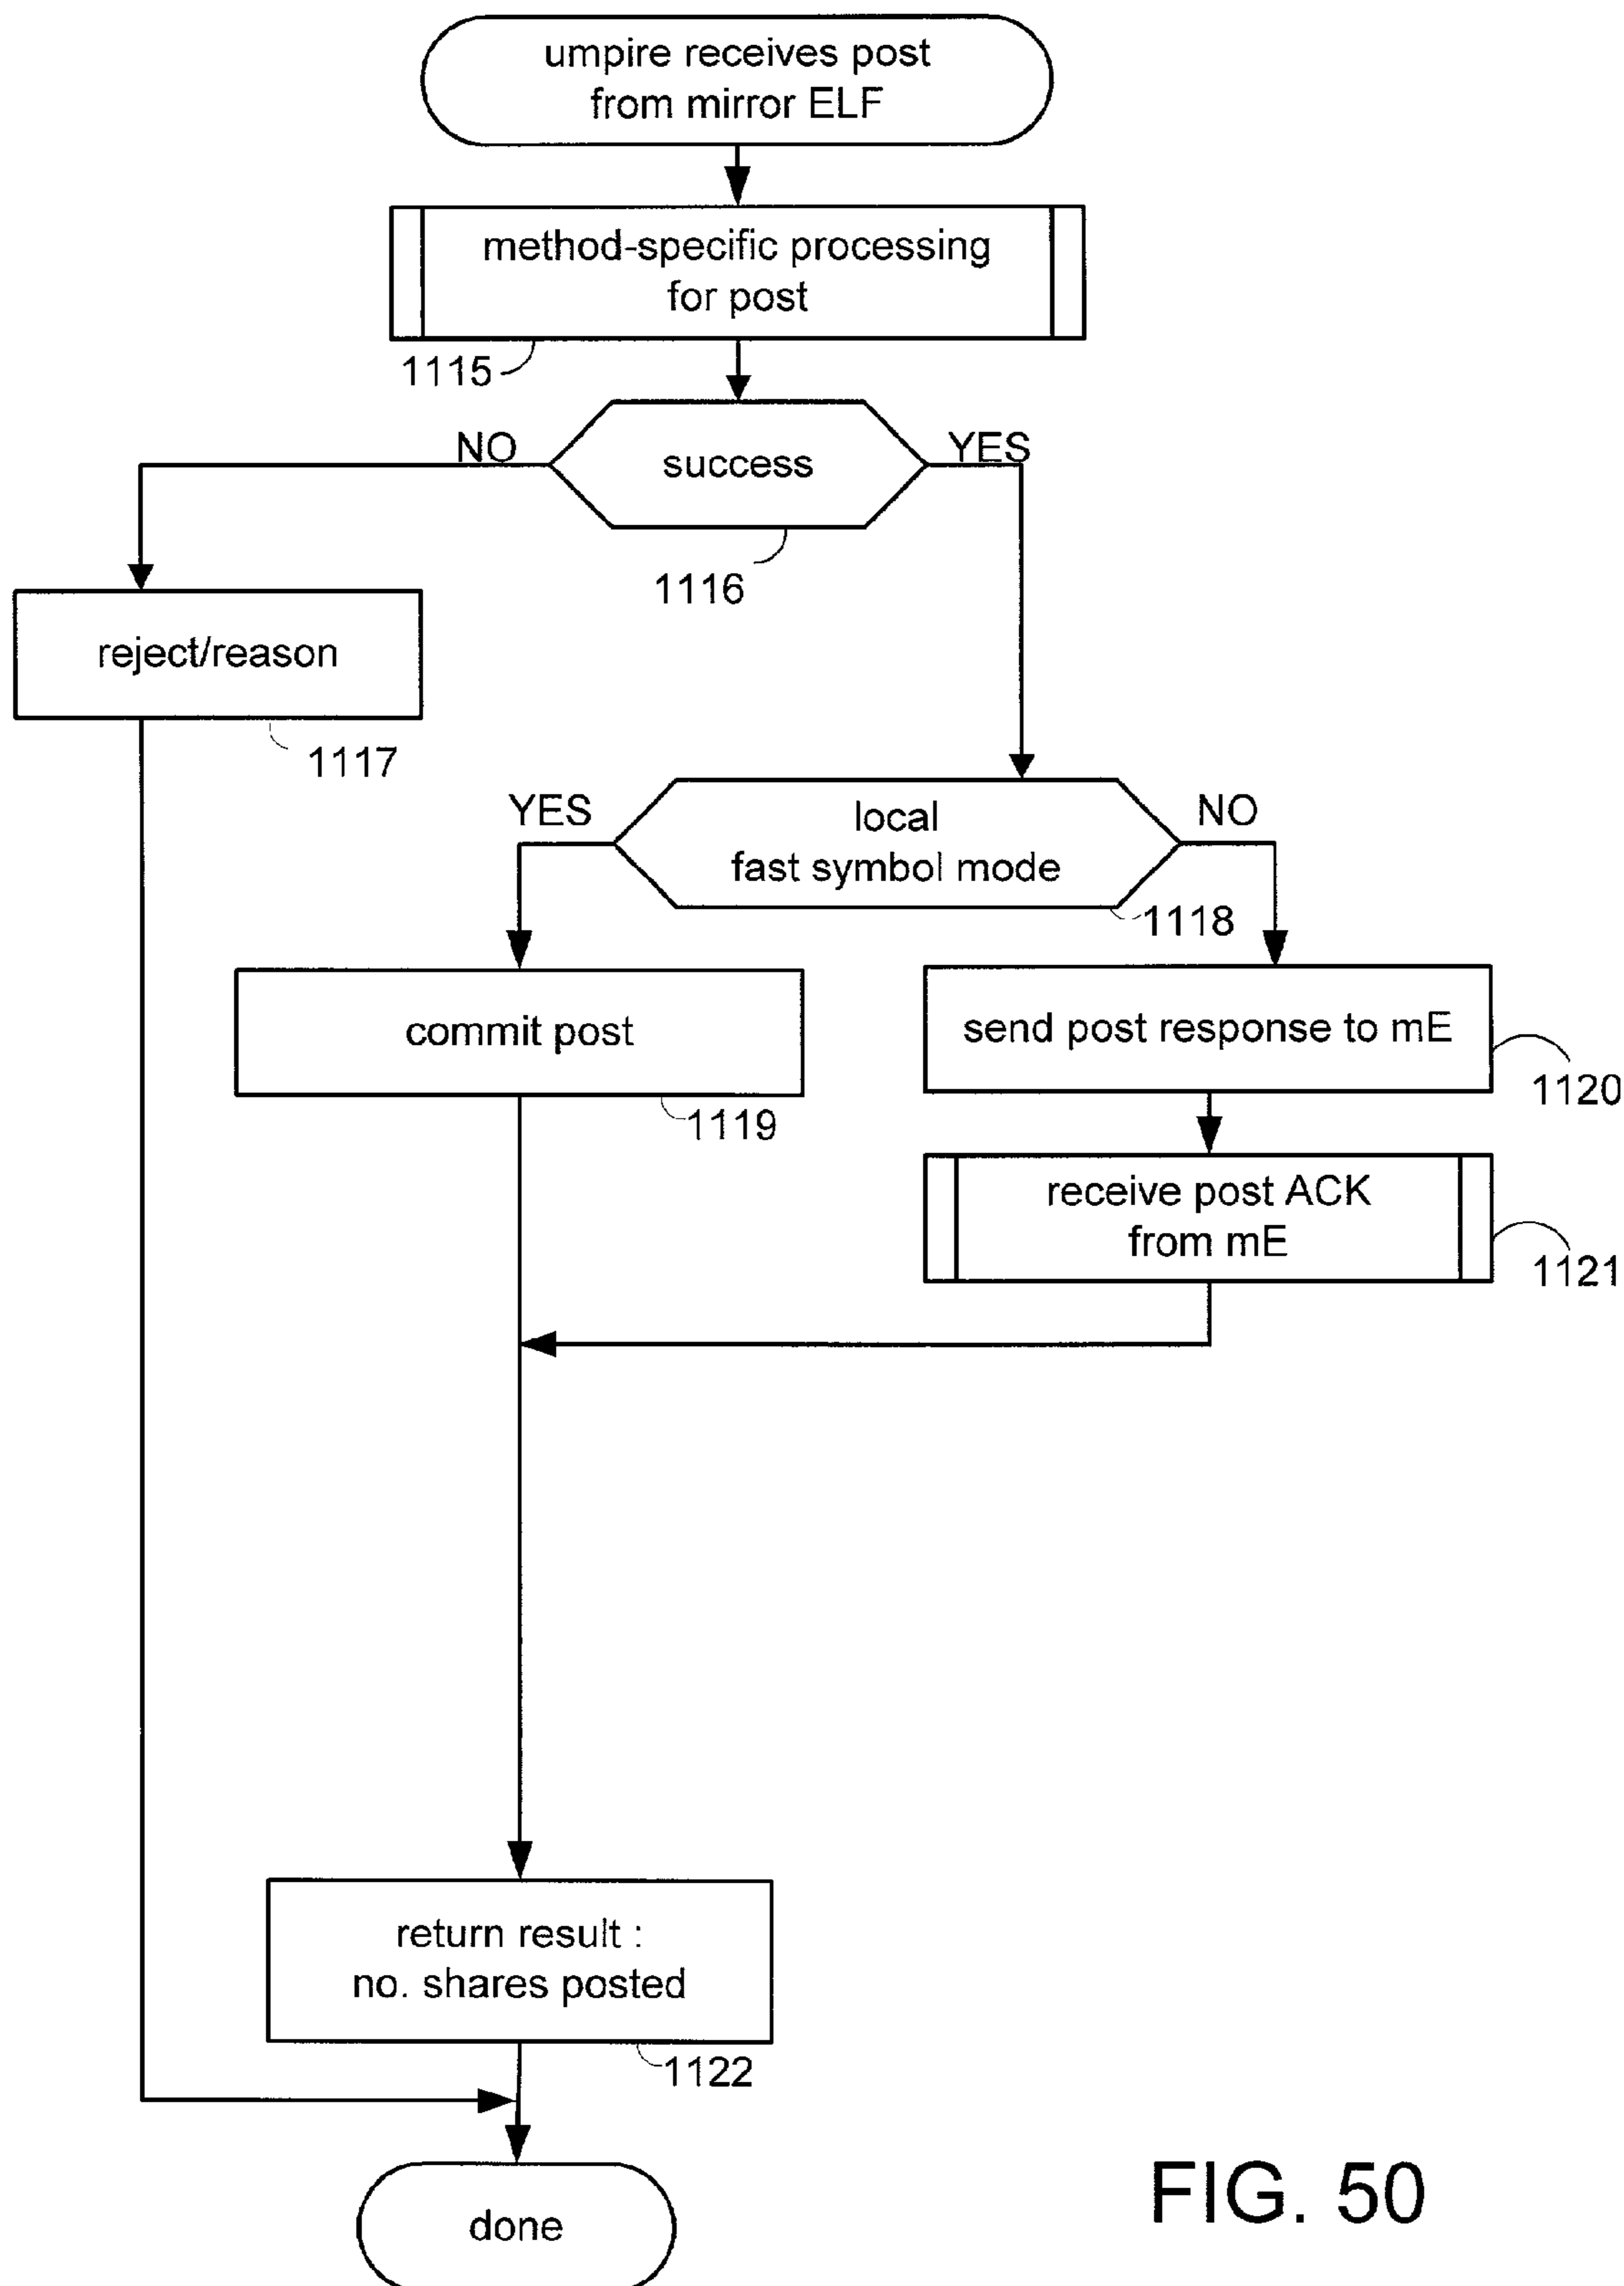 umpire receives post
from mirror ELF
method-specific processing
for post
1115
NO
YES
success
1116
reject/reason
1117
YES
NO
local
fast symbol mode
1118
commit post
1119
send post response to mE
1120
receive post ACK
from mE
1121
return result :
no. shares posted
1122
done
FIG. 50